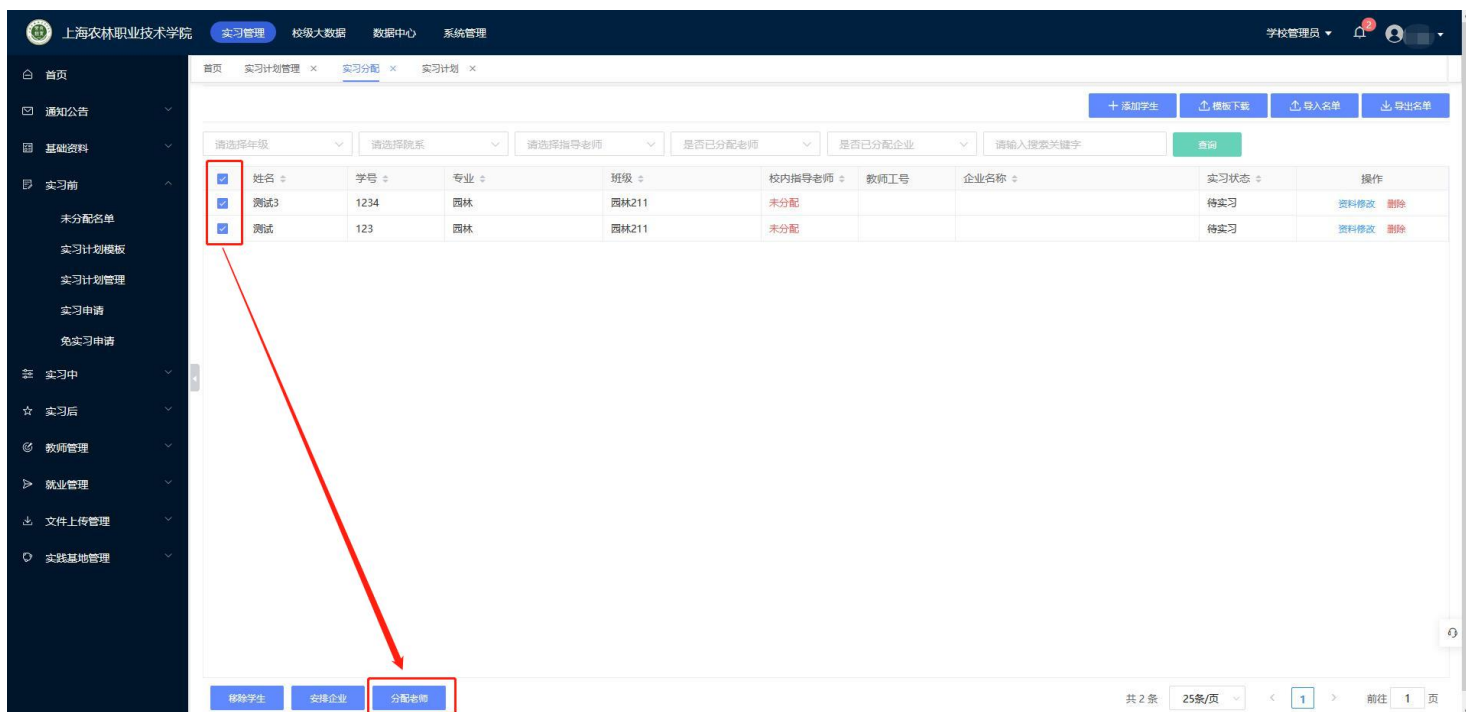 上海农林职业技术学院 实习管理 校级大数据 数据中心 系统管理 学校管理员 2
首页 实习计划管理 × 实习分配 × 实习计划 ×
首页
通知公告
基础资料
实习前
未分配名单
实习计划模板
实习计划管理
实习申请
免实习申请
实习中
实习后
教师管理
就业管理
文件上传管理
实践基地管理
添加学生 模板下载 导入名单 导出名单
请选择年级 请选择院系 请选择指导老师 是否已分配老师 是否已分配企业 请输入搜索关键字 查询
姓名 学号 专业 班级 校内指导老师 教师工号 企业名称 实习状态 操作
测试3 1234 园林 园林211 未分配 待实习 资料修改 删除
测试 123 园林 园林211 未分配 待实习 资料修改 删除
移除学生 安排企业 分配老师 共 2 条 25条/页 < 1 > 前往 1 页